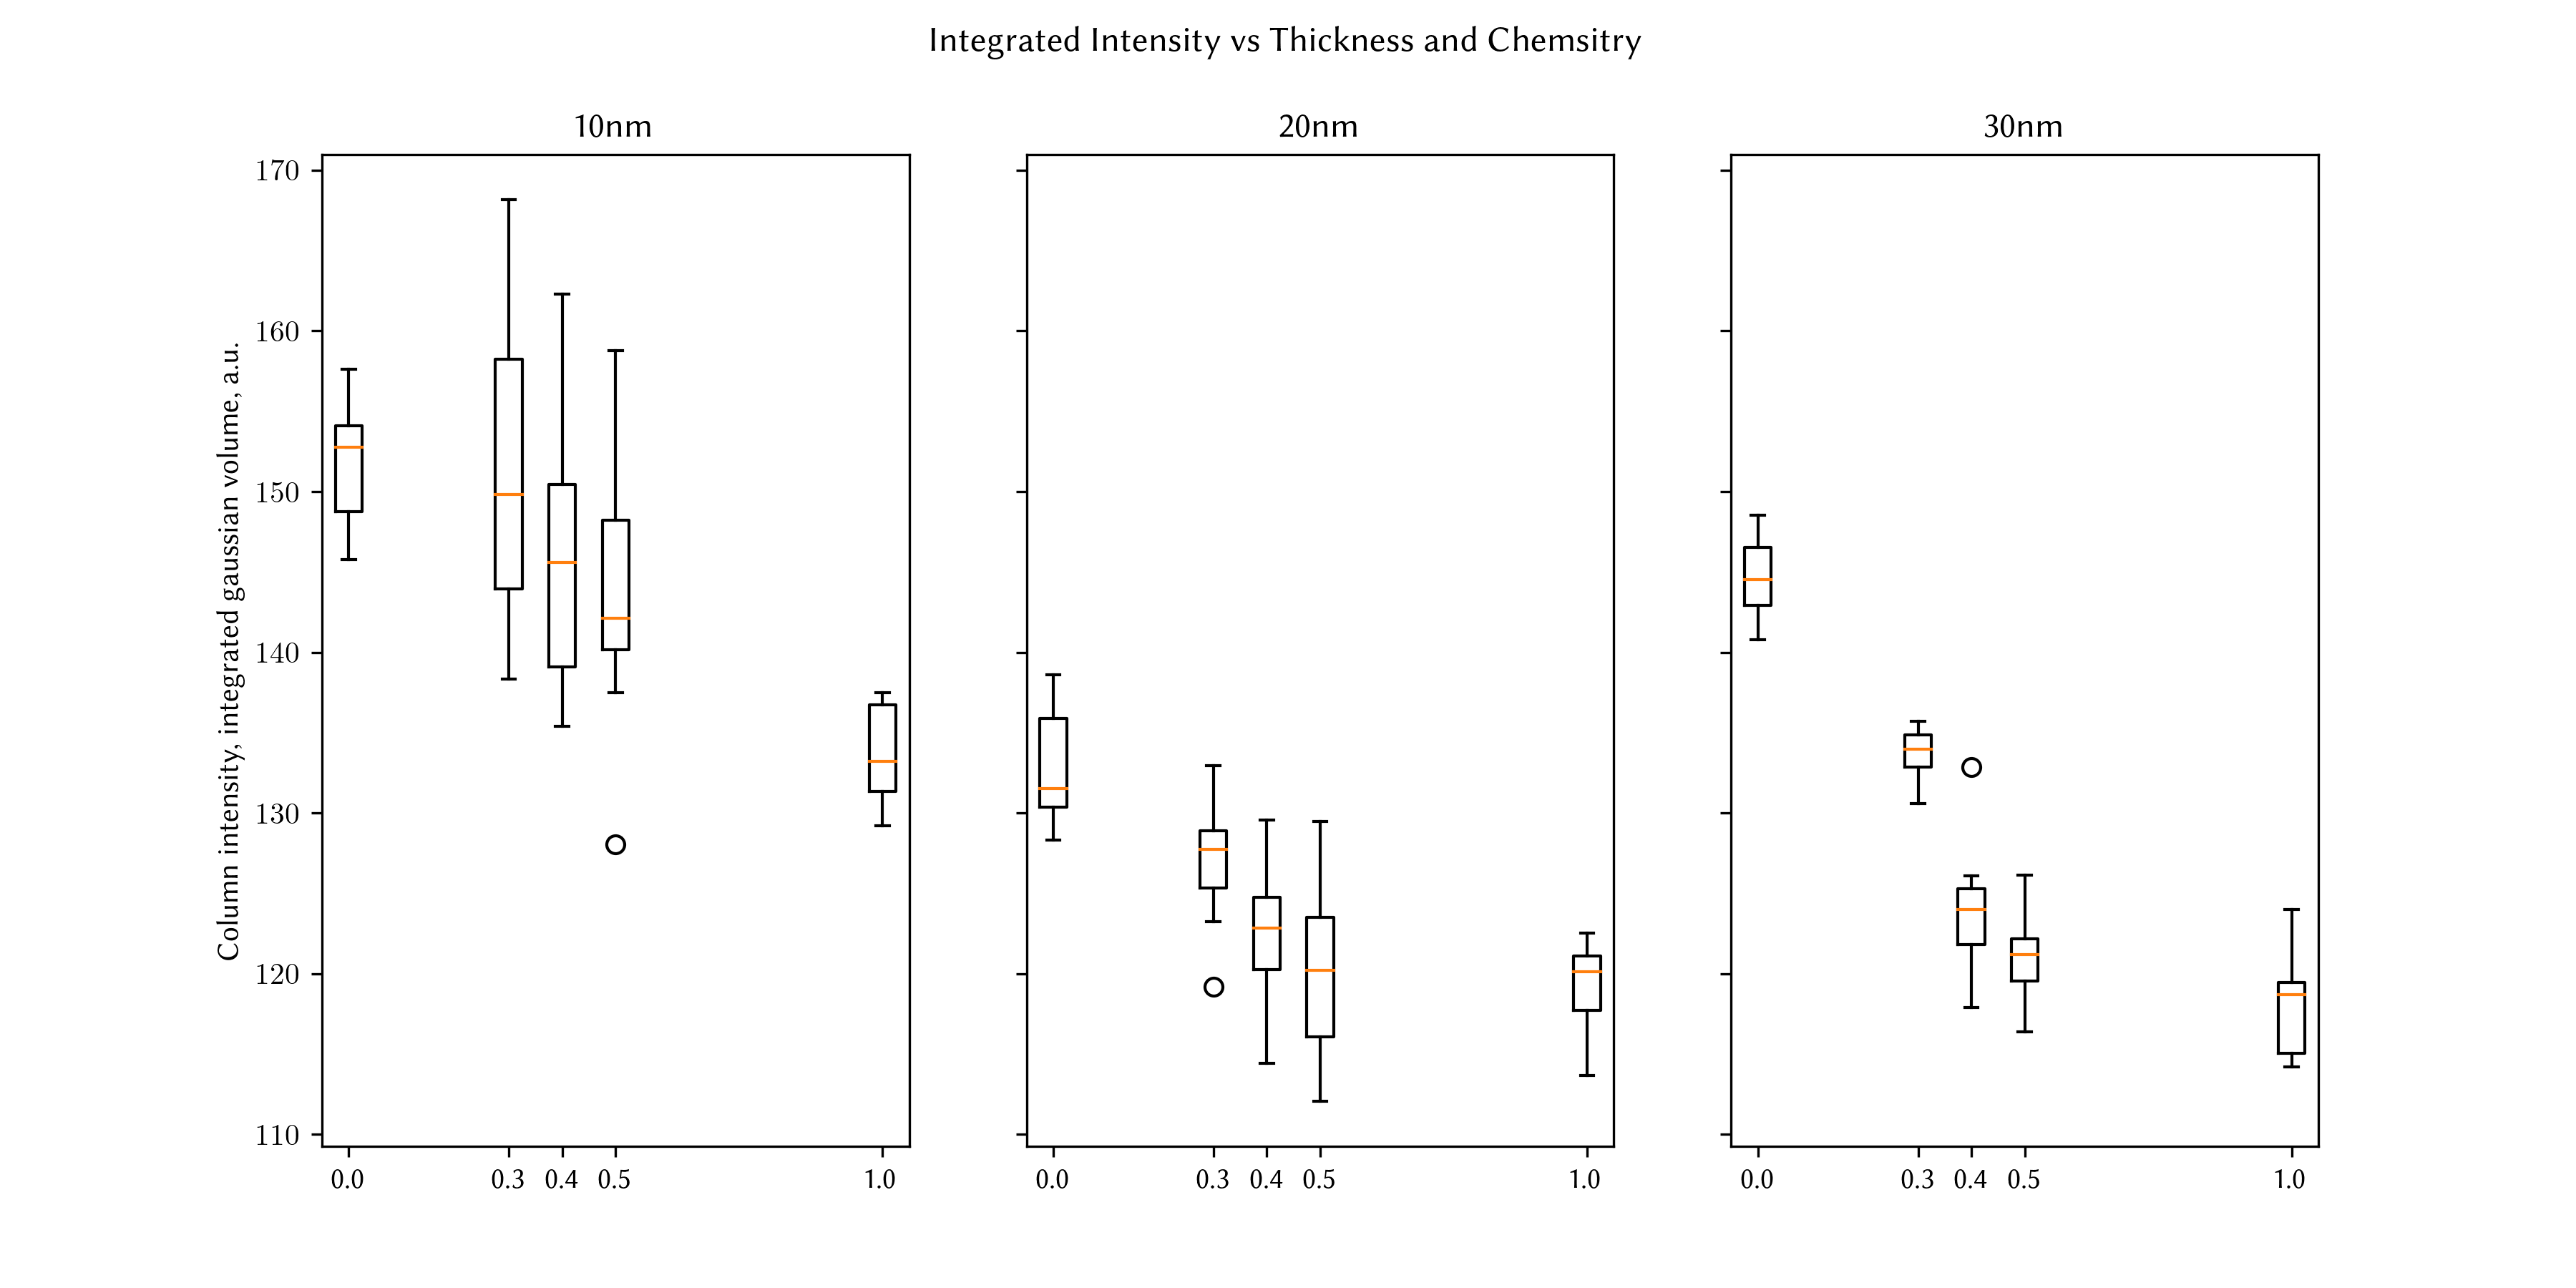 Integrated Intensity vs Thickness and Chemsitry
10nm
20nm
30nm
Column intensity, integrated gaussian volume, a.u.
170
160
150
140
130
120
110
0.0 0.3 0.4 0.5 1.0
0.0 0.3 0.4 0.5 1.0
0.0 0.3 0.4 0.5 1.0